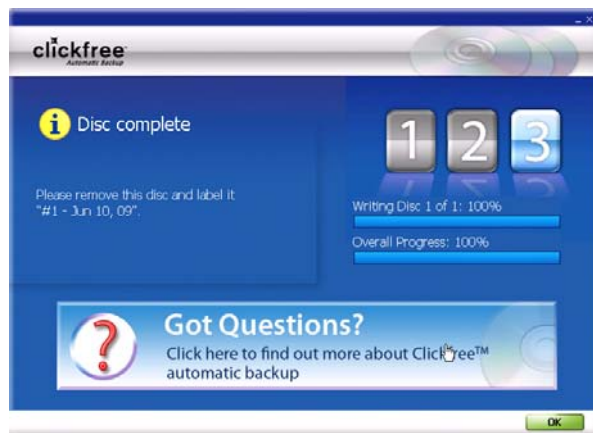 clickfree
Automatic Backup
Disc complete
Please remove this disc and label it
"#1 - Jun 10, 09".
1 2 3
Writing Disc 1 of 1: 100%
Overall Progress: 100%
Got Questions?
Click here to find out more about Clickfree™
automatic backup
OK